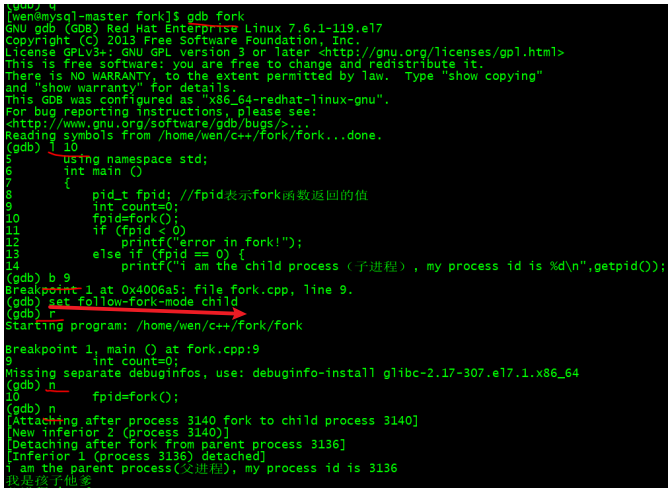 (gdb) q
[wen@mysql-master fork]$ gdb fork
GNU gdb (GDB) Red Hat Enterprise Linux 7.6.1-119.el7
Copyright (C) 2013 Free Software Foundation, Inc.
License GPLv3+: GNU GPL version 3 or later <http://gnu.org/licenses/gpl.html>
This is free software: you are free to change and redistribute it.
There is NO WARRANTY, to the extent permitted by law.  Type "show copying"
and "show warranty" for details.
This GDB was configured as "x86_64-redhat-linux-gnu".
For bug reporting instructions, please see:
<http://www.gnu.org/software/gdb/bugs/>...
Reading symbols from /home/wen/c++/fork/fork...done.
(gdb) l 10
5       using namespace std;
6       int main ()
7       {
8           pid_t fpid; //fpid表示fork函数返回的值
9           int count=0;
10          fpid=fork();
11          if (fpid < 0)
12              printf("error in fork!");
13          else if (fpid == 0) {
14              printf("i am the child process（子进程）, my process id is %d\n",getpid());
(gdb) b 9
Breakpoint 1 at 0x4006a5: file fork.cpp, line 9.
(gdb) set follow-fork-mode child
(gdb) r
Starting program: /home/wen/c++/fork/fork
Breakpoint 1, main () at fork.cpp:9
9           int count=0;
Missing separate debuginfos, use: debuginfo-install glibc-2.17-307.el7.1.x86_64
(gdb) n
10          fpid=fork();
(gdb) n
[Attaching after process 3140 fork to child process 3140]
[New inferior 2 (process 3140)]
[Detaching after fork from parent process 3136]
[Inferior 1 (process 3136) detached]
i am the parent process(父进程), my process id is 3136
我是孩子他爹